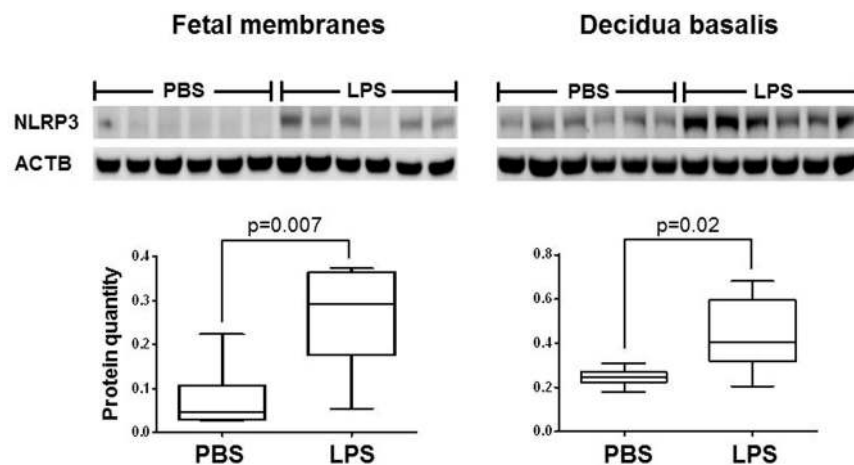 Fetal membranes
PBS LPS
NLRP3
ACTB
p=0.007
Protein quantity
0.4
0.3
0.2
0.1
0.0
PBS LPS
Decidua basalis
PBS LPS
p=0.02
0.8
0.6
0.4
0.2
0.0
PBS LPS